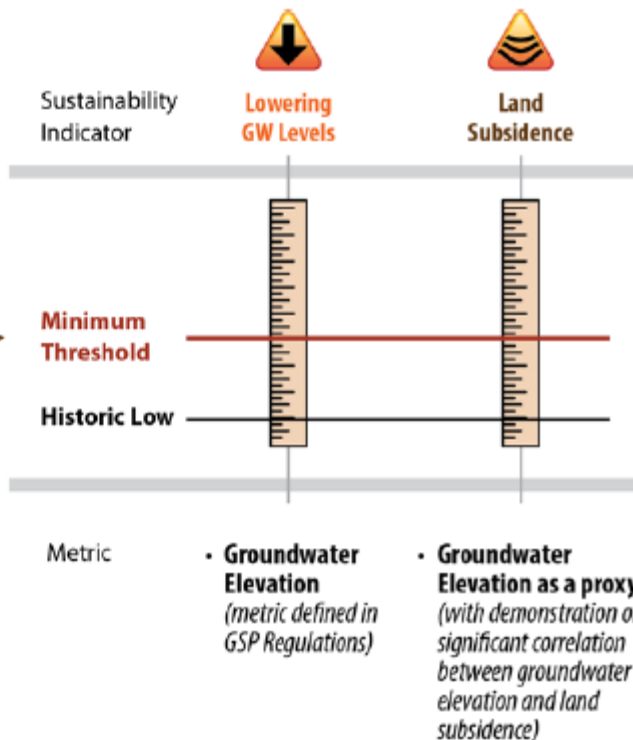 Sustainability
Indicator
Lowering
GW Levels
Land
Subsidence
Minimum
Threshold
Historic Low
Metric
• Groundwater
Elevation
(metric defined in
GSP Regulations)
• Groundwater
Elevation as a proxy
(with demonstration o
significant correlation
between groundwater
elevation and land
subsidence)